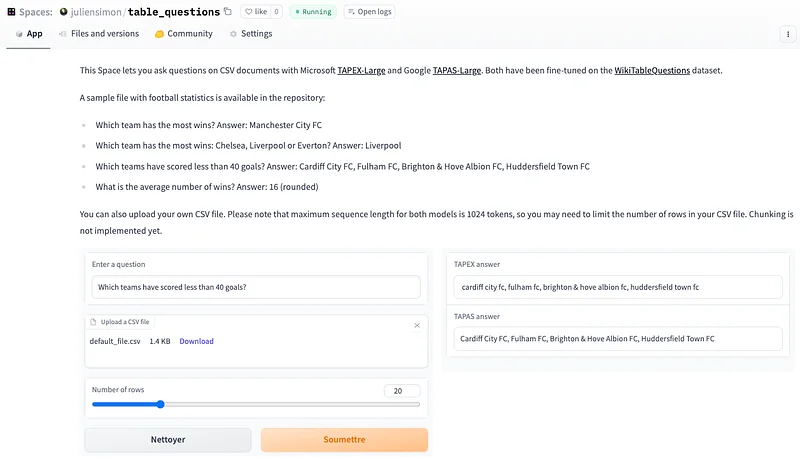 Spaces: juliensimon/table_questions like 0 Running Open logs
App Files and versions Community Settings
This Space lets you ask questions on CSV documents with Microsoft TAPEX-Large and Google TAPAS-Large. Both have been fine-tuned on the WikiTableQuestions dataset.
A sample file with football statistics is available in the repository:
Which team has the most wins? Answer: Manchester City FC
Which team has the most wins: Chelsea, Liverpool or Everton? Answer: Liverpool
Which teams have scored less than 40 goals? Answer: Cardiff City FC, Fulham FC, Brighton & Hove Albion FC, Huddersfield Town FC
What is the average number of wins? Answer: 16 (rounded)
You can also upload your own CSV file. Please note that maximum sequence length for both models is 1024 tokens, so you may need to limit the number of rows in your CSV file. Chunking is
not implemented yet.
Enter a question
Which teams have scored less than 40 goals?
Upload a CSV file
default_file.csv 1.4 KB Download
Number of rows 20
Nettoyer Soumettre
TAPEX answer
cardiff city fc, fulham fc, brighton & hove albion fc, huddersfield town fc
TAPAS answer
Cardiff City FC, Fulham FC, Brighton & Hove Albion FC, Huddersfield Town FC